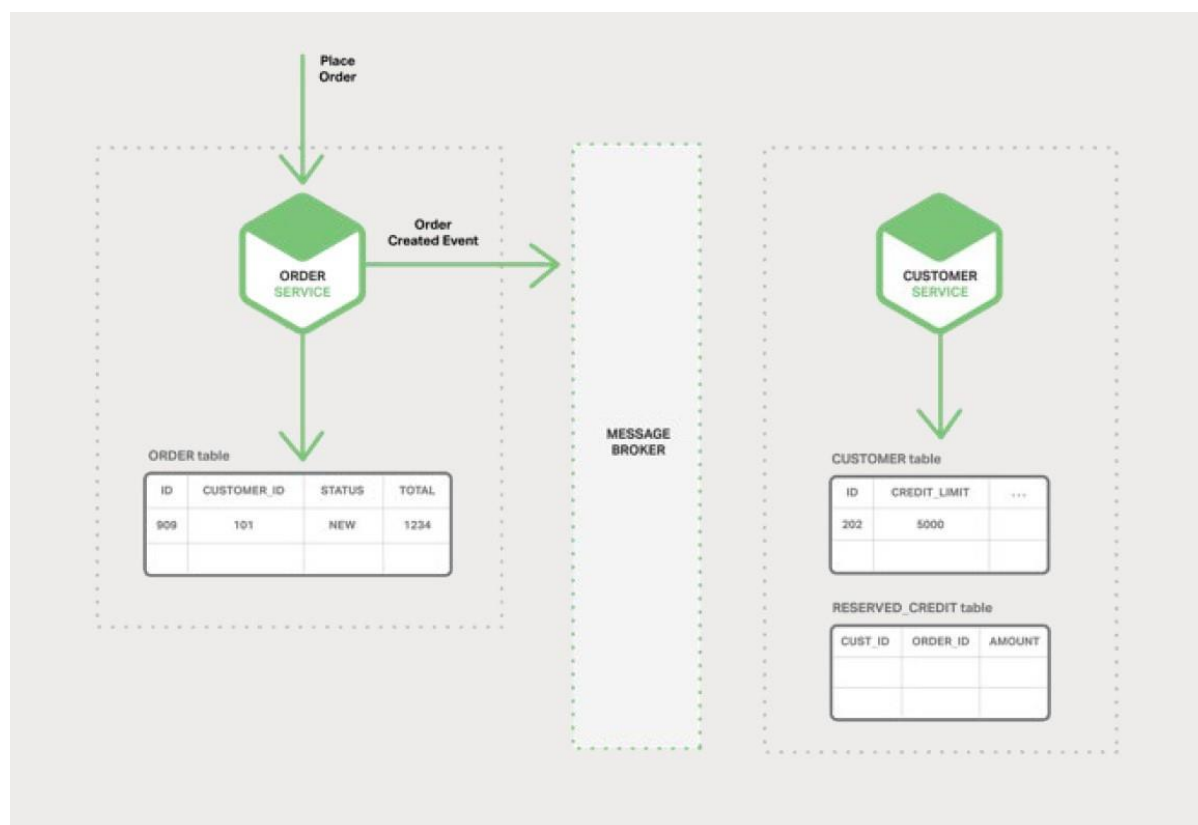 Place
Order
Order
Created Event
ORDER
SERVICE
CUSTOMER
SERVICE
MESSAGE
BROKER
ORDER table
ID CUSTOMER_ID STATUS TOTAL
909 101 NEW 1234
CUSTOMER table
ID CREDIT_LIMIT ...
202 5000
RESERVED_CREDIT table
CUST_ID ORDER_ID AMOUNT